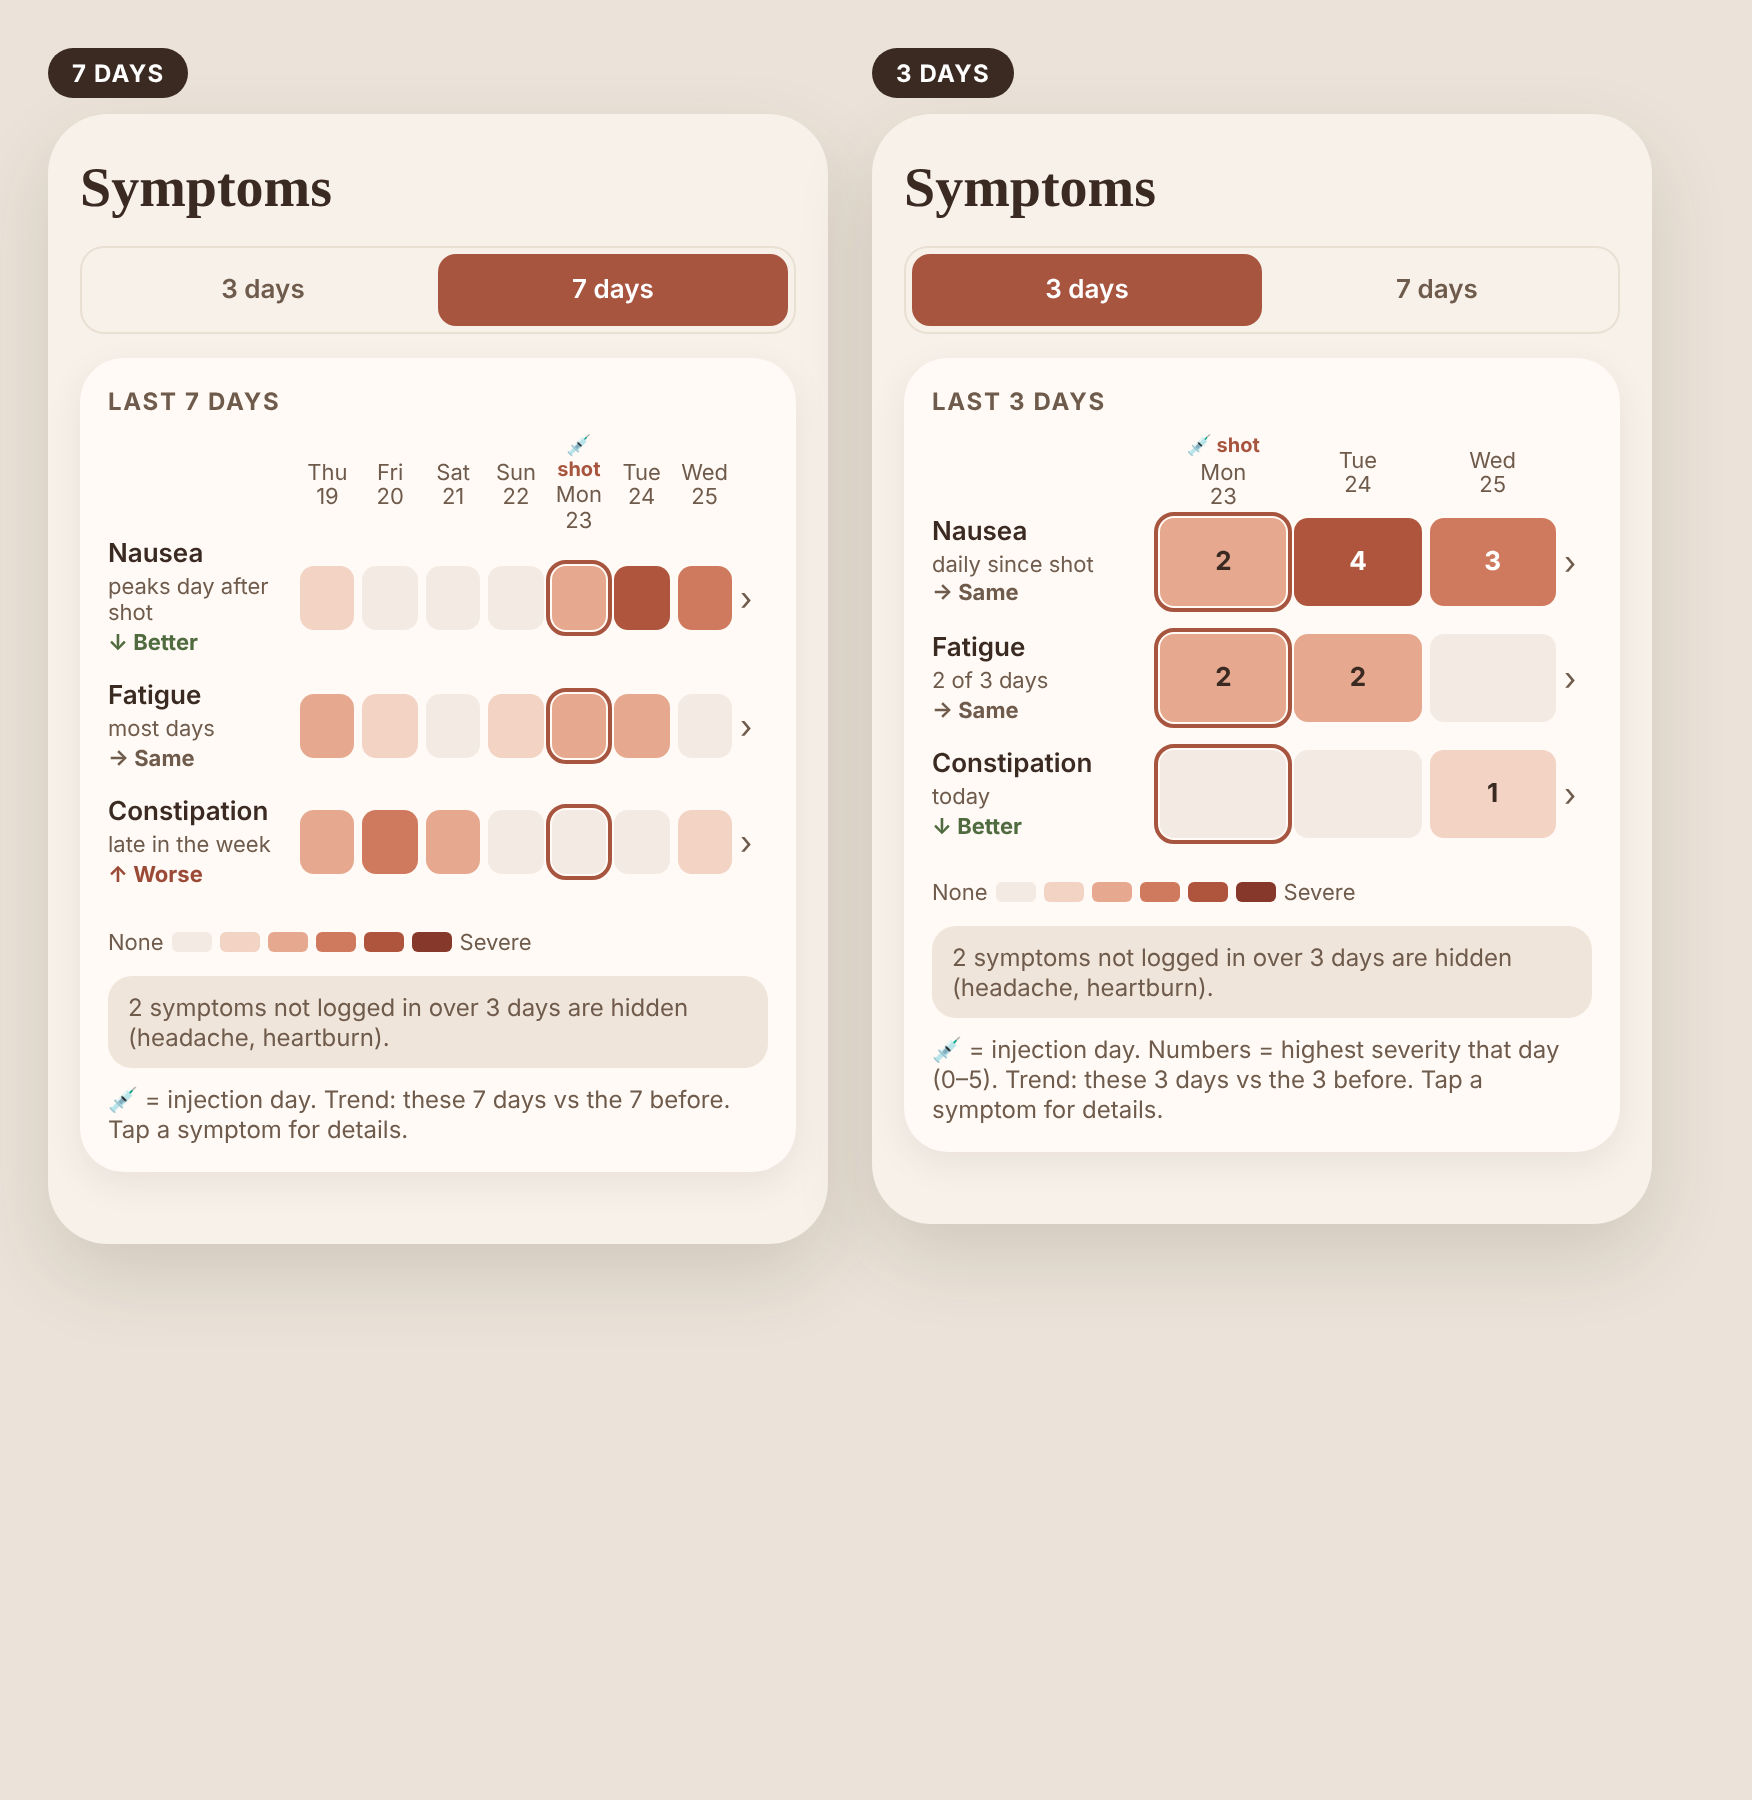 7 DAYS
Symptoms
3 days 7 days
LAST 7 DAYS
shot
Thu Fri Sat Sun Mon Tue Wed
19 20 21 22 23 24 25
Nausea
peaks day after
shot
↓ Better
›
Fatigue
most days
→ Same
›
Constipation
late in the week
↑ Worse
›
None Severe
2 symptoms not logged in over 3 days are hidden
(headache, heartburn).
💉 = injection day. Trend: these 7 days vs the 7 before.
Tap a symptom for details.
3 DAYS
Symptoms
3 days 7 days
LAST 3 DAYS
💉 shot
Mon Tue Wed
23 24 25
Nausea
daily since shot
→ Same
2 4 3 ›
Fatigue
2 of 3 days
→ Same
2 2 ›
Constipation
today
↓ Better
1 ›
None Severe
2 symptoms not logged in over 3 days are hidden
(headache, heartburn).
💉 = injection day. Numbers = highest severity that day
(0–5). Trend: these 3 days vs the 3 before. Tap a
symptom for details.